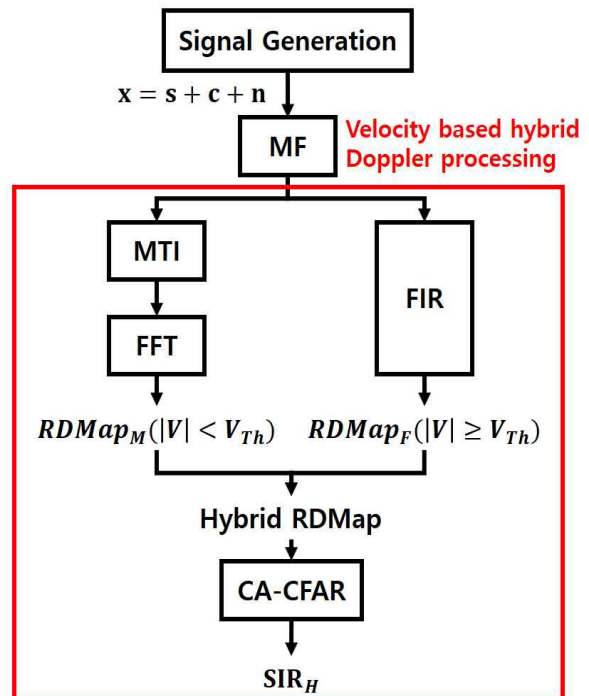 Signal Generation
x = s + c + n
MF
Velocity based hybrid
Doppler processing
MTI
FIR
FFT
RDMap_M(|V| < V_Th)
RDMap_F(|V| ≥ V_Th)
Hybrid RDMap
CA-CFAR
SIR_H